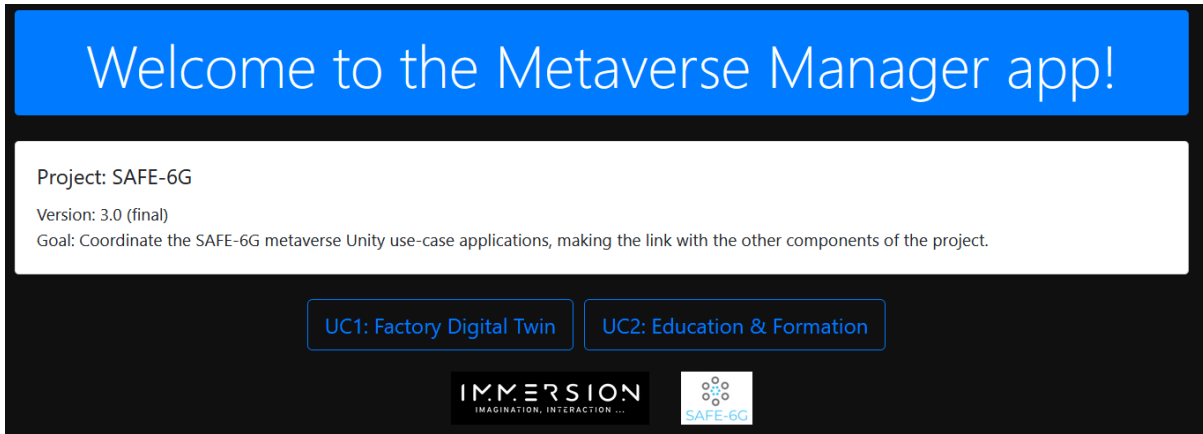 Welcome to the Metaverse Manager app!
Project: SAFE-6G
Version: 3.0 (final)
Goal: Coordinate the SAFE-6G metaverse Unity use-case applications, making the link with the other components of the project.
UC1: Factory Digital Twin
UC2: Education & Formation
IMMERSION
IMAGINATION, INTERACTION ...
SAFE-6G